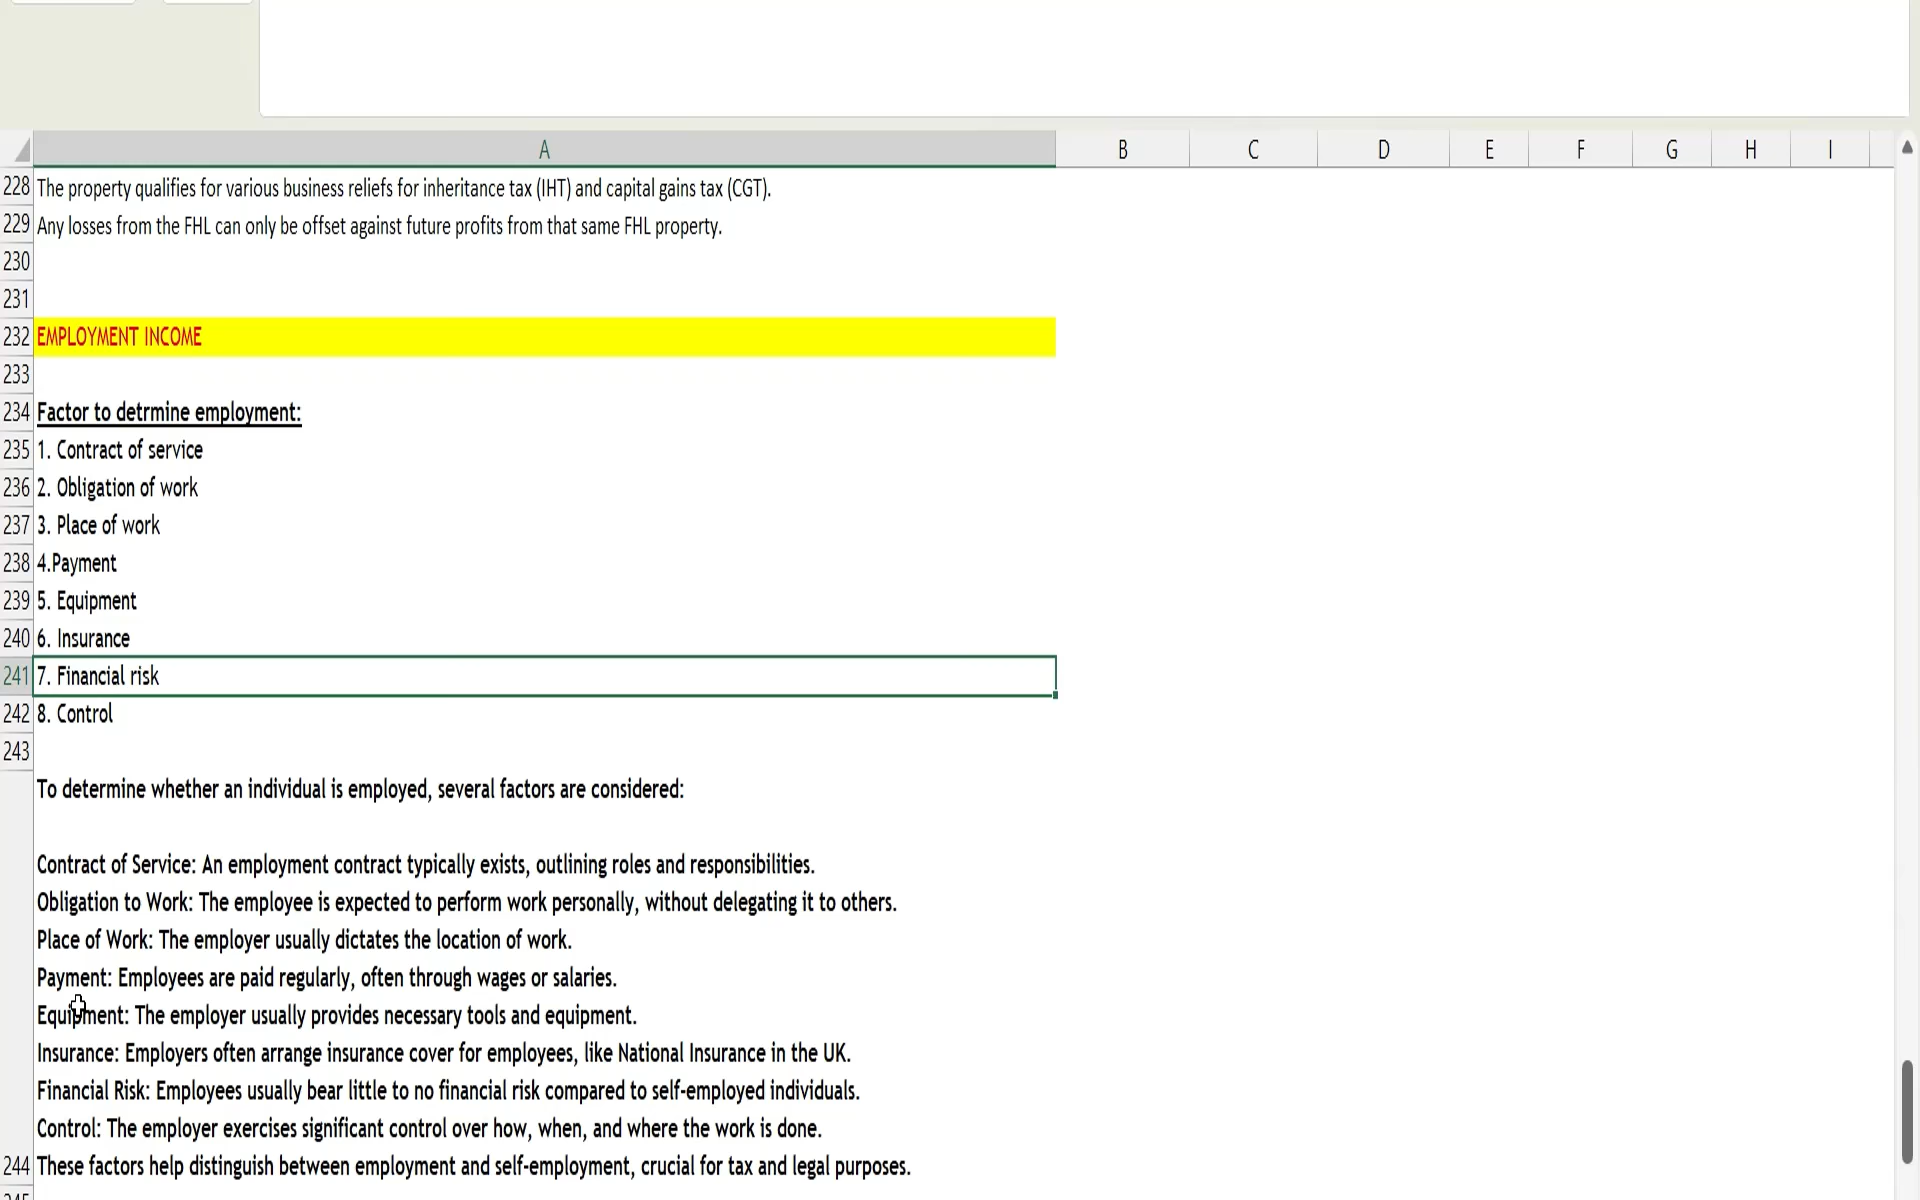 A B C D E F G H I
228 The property qualifies for various business reliefs for inheritance tax (IHT) and capital gains tax (CGT).
229 Any losses from the FHL can only be offset against future profits from that same FHL property.
230
231
232 EMPLOYMENT INCOME
233
234 Factor to detrmine employment:
235 1. Contract of service
236 2. Obligation of work
237 3. Place of work
238 4.Payment
239 5. Equipment
240 6. Insurance
241 7. Financial risk
242 8. Control
243
To determine whether an individual is employed, several factors are considered:
Contract of Service: An employment contract typically exists, outlining roles and responsibilities.
Obligation to Work: The employee is expected to perform work personally, without delegating it to others.
Place of Work: The employer usually dictates the location of work.
Payment: Employees are paid regularly, often through wages or salaries.
Equipment: The employer usually provides necessary tools and equipment.
Insurance: Employers often arrange insurance cover for employees, like National Insurance in the UK.
Financial Risk: Employees usually bear little to no financial risk compared to self-employed individuals.
Control: The employer exercises significant control over how, when, and where the work is done.
244 These factors help distinguish between employment and self-employment, crucial for tax and legal purposes.